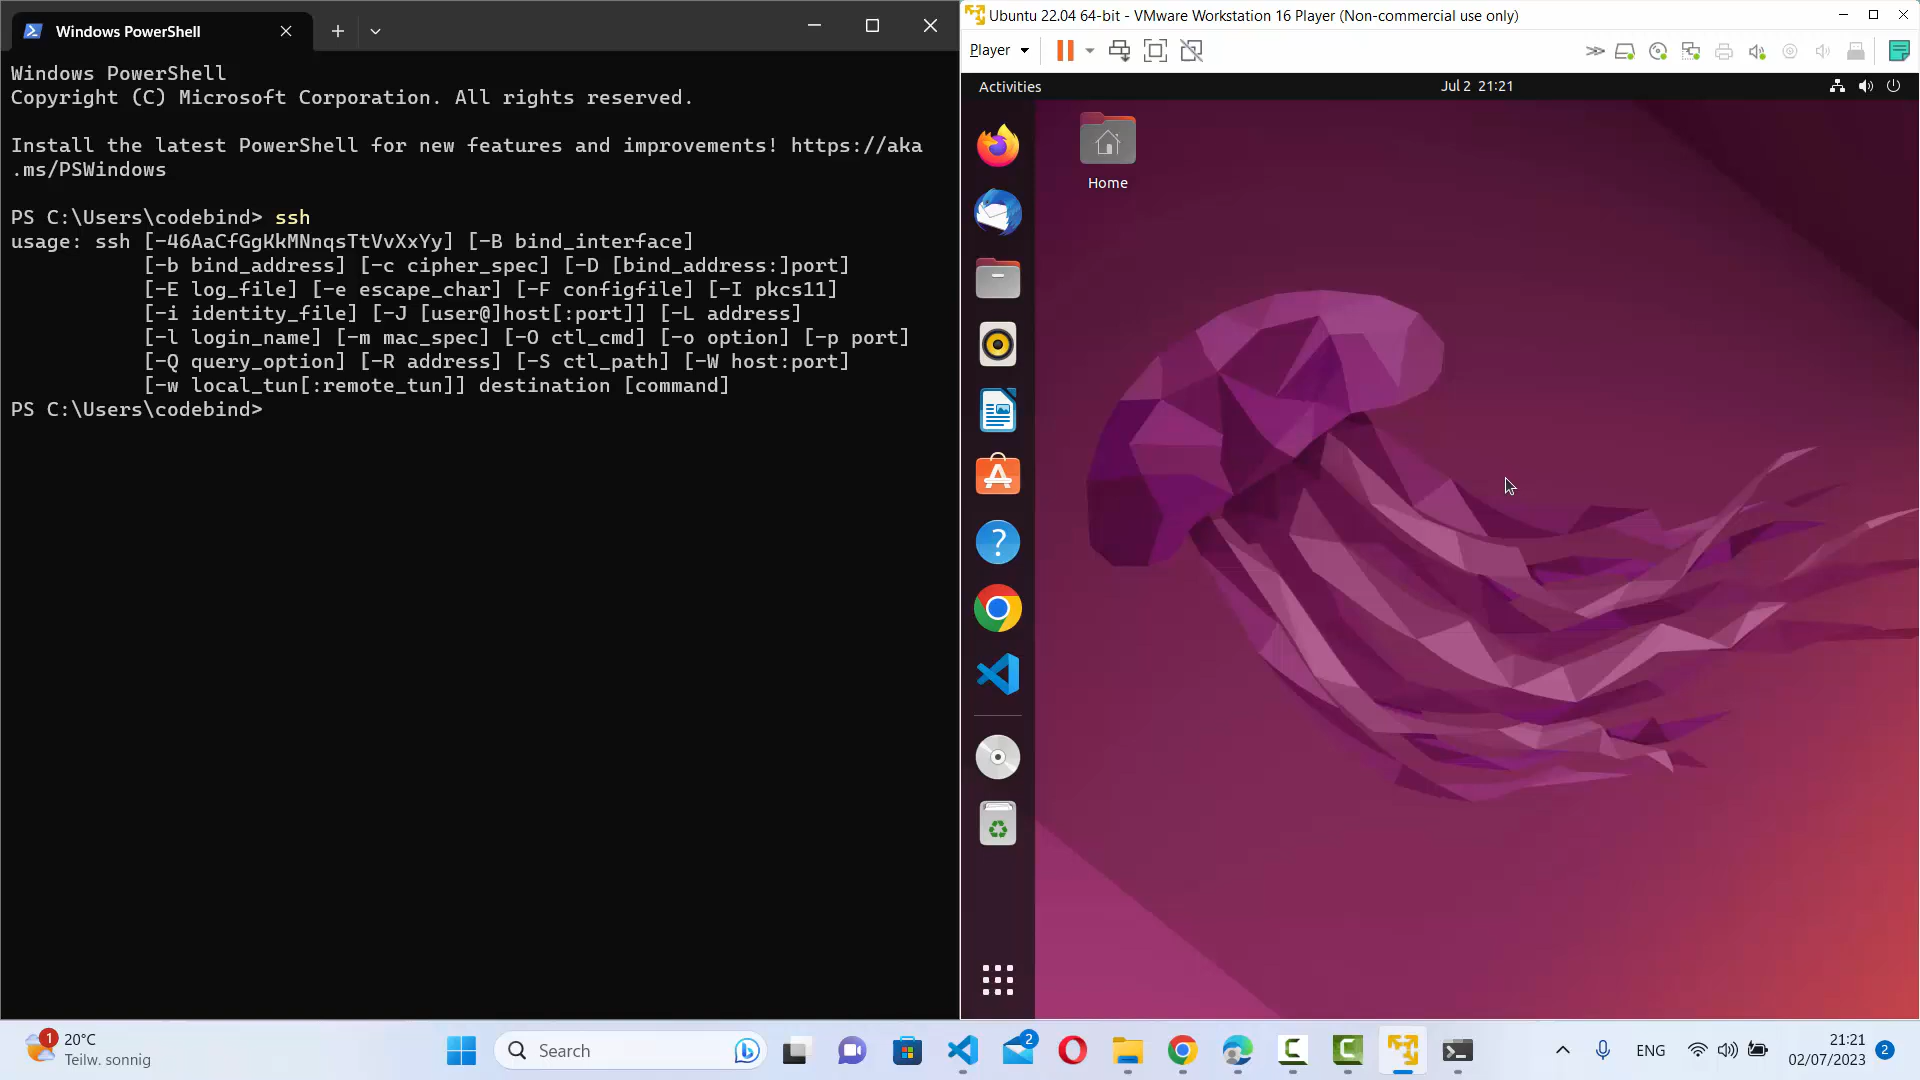 Windows PowerShell
Windows PowerShell
Copyright (C) Microsoft Corporation. All rights reserved.
Install the latest PowerShell for new features and improvements! https://aka
.ms/PSWindows
PS C:\Users\codebind> ssh
usage: ssh [-46AaCfGgKkMNnqsTtVvXxYy] [-B bind_interface]
[-b bind_address] [-c cipher_spec] [-D [bind_address:]port]
[-E log_file] [-e escape_char] [-F configfile] [-I pkcs11]
[-i identity_file] [-J [user@]host[:port]] [-L address]
[-l login_name] [-m mac_spec] [-O ctl_cmd] [-o option] [-p port]
[-Q query_option] [-R address] [-S ctl_path] [-W host:port]
[-w local_tun[:remote_tun]] destination [command]
PS C:\Users\codebind>
Ubuntu 22.04 64-bit - VMware Workstation 16 Player (Non-commercial use only)
Player
Activities
Jul 2 21:21
Home
1
20°C
Teilw. sonnig
Search
2
ENG
21:21
02/07/2023
2